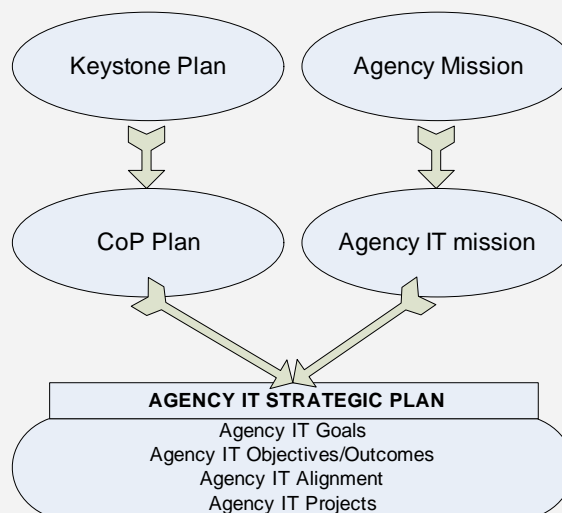 Keystone Plan
Agency Mission
CoP Plan
Agency IT mission
AGENCY IT STRATEGIC PLAN
Agency IT Goals
Agency IT Objectives/Outcomes
Agency IT Alignment
Agency IT Projects